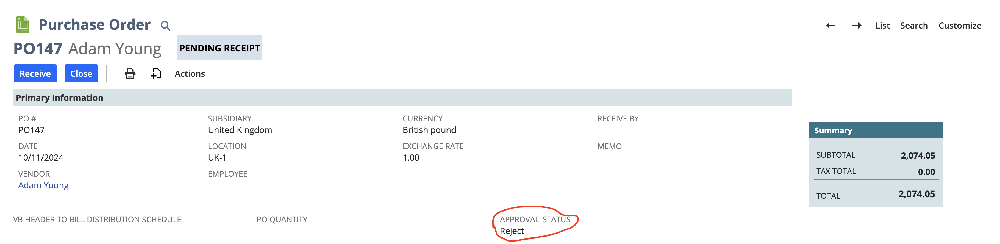 Purchase Order
List Search Customize
PO147 Adam Young PENDING RECEIPT
Receive Close Actions
Primary Information
PO #
PO147
SUBSIDIARY
United KIngdom
CURRENCY
British pound
RECEIVE BY
DATE
10/11/2024
LOCATION
UK-1
EXCHANGE RATE
1.00
MEMO
VENDOR
Adam Young
EMPLOYEE
VB HEADER TO BILL DISTRIBUTION SCHEDULE
PO QUANTITY
APPROVAL_STATUS
Reject
Summary
SUBTOTAL 2,074.05
TAX TOTAL 0.00
TOTAL 2,074.05